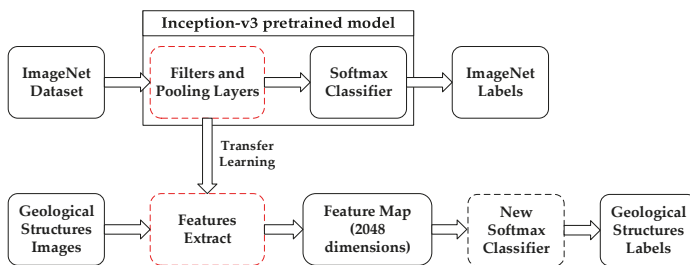 Inception-v3 pretrained model
ImageNet
Dataset
Filters and
Pooling Layers
Softmax
Classifier
ImageNet
Labels
Transfer
Learning
Geological
Structures
Images
Features
Extract
Feature Map
(2048
dimensions)
New
Softmax
Classifier
Geological
Structures
Labels